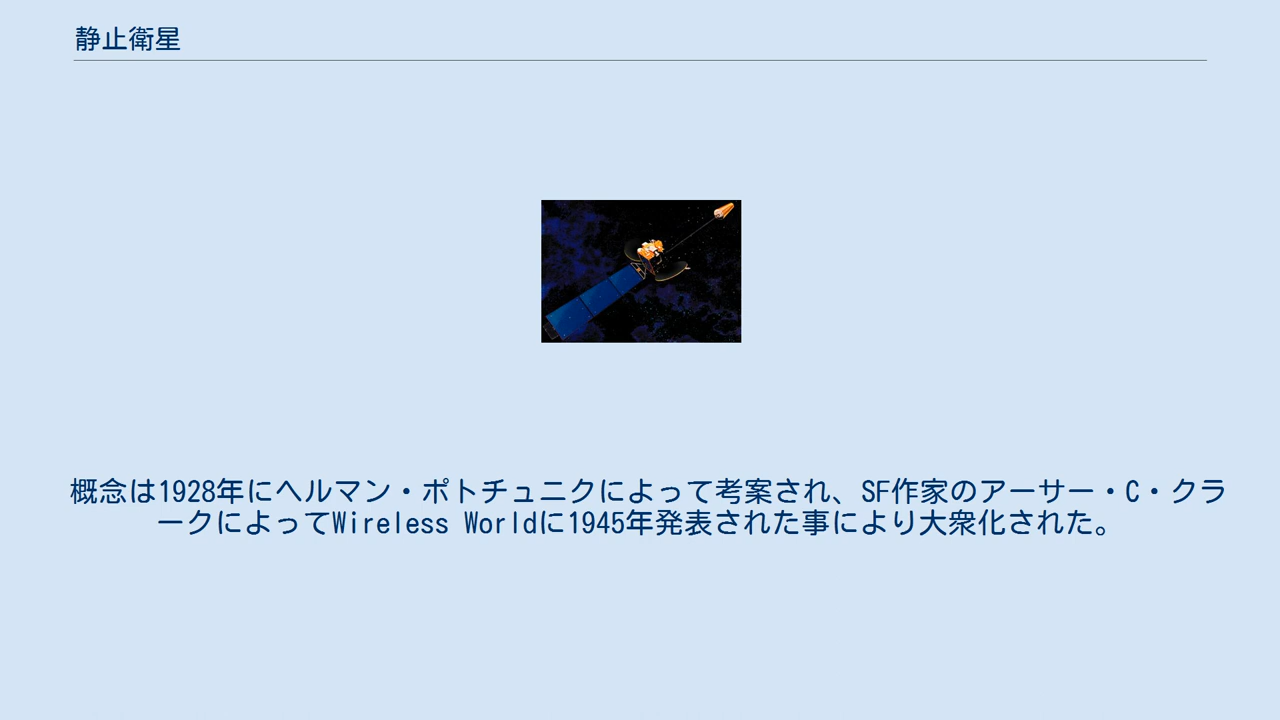 静止衛星
概念は1928年にヘルマン・ポトチュニクによって考案され、SF作家のアーサー・C・クラ
ークによってWireless Worldに1945年発表された事により大衆化された。